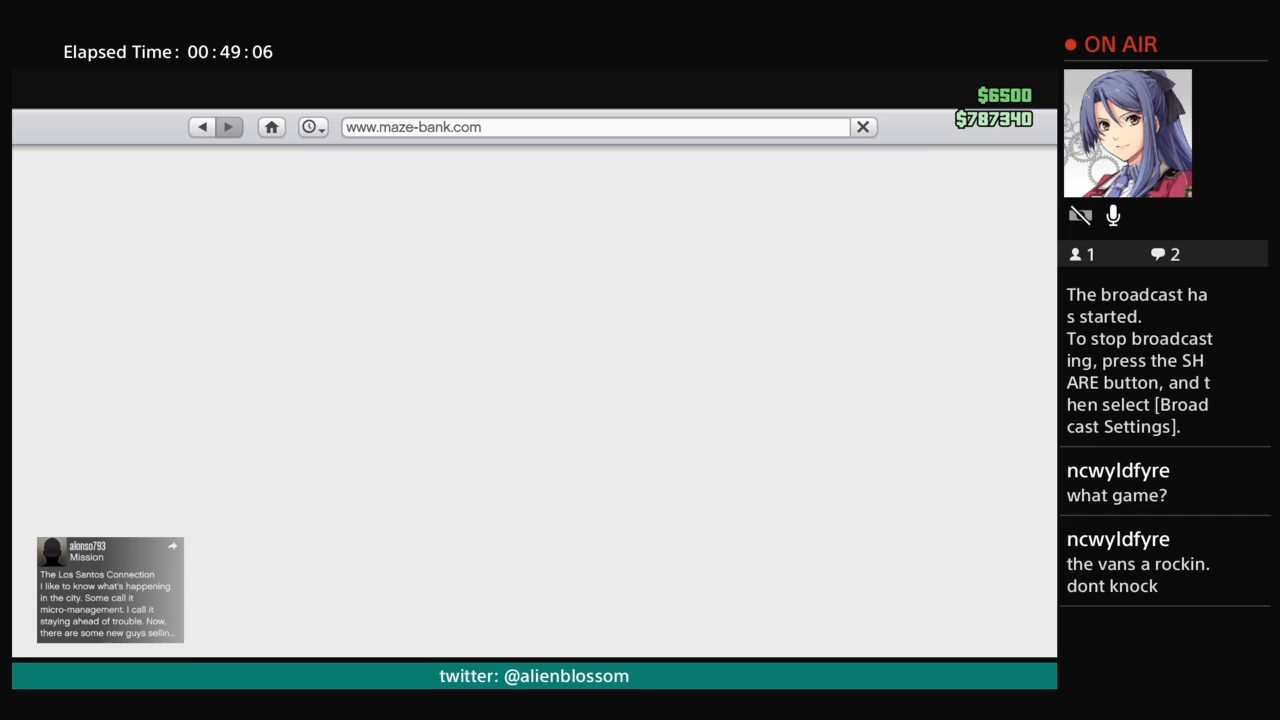 Elapsed Time: 00:49:06
ON AIR
$6500
$787340
www.maze-bank.com
1
2
The broadcast ha
s started.
To stop broadcast
ing, press the SH
ARE button, and t
hen select [Broad
cast Settings].
ncwyldfyre
what game?
ncwyldfyre
the vans a rockin.
dont knock
alonso793
Mission
The Los Santos Connection
I like to know what's happening
in the city. Some call it
micro-management. I call it
staying ahead of trouble. Now,
there are some new guys sellin...
twitter: @alienblossom